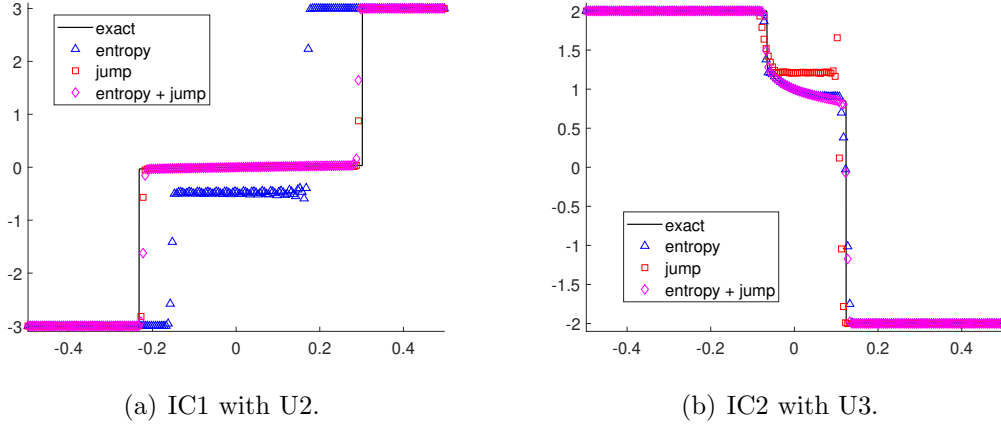 3
2
1
0
-1
-2
-3
-0.4
-0.2
0
0.2
0.4
exact
entropy
jump
entropy + jump
(a) IC1 with U2.
2
1.5
1
0.5
0
-0.5
-1
-1.5
-2
-0.4
-0.2
0
0.2
0.4
exact
entropy
jump
entropy + jump
(b) IC2 with U3.